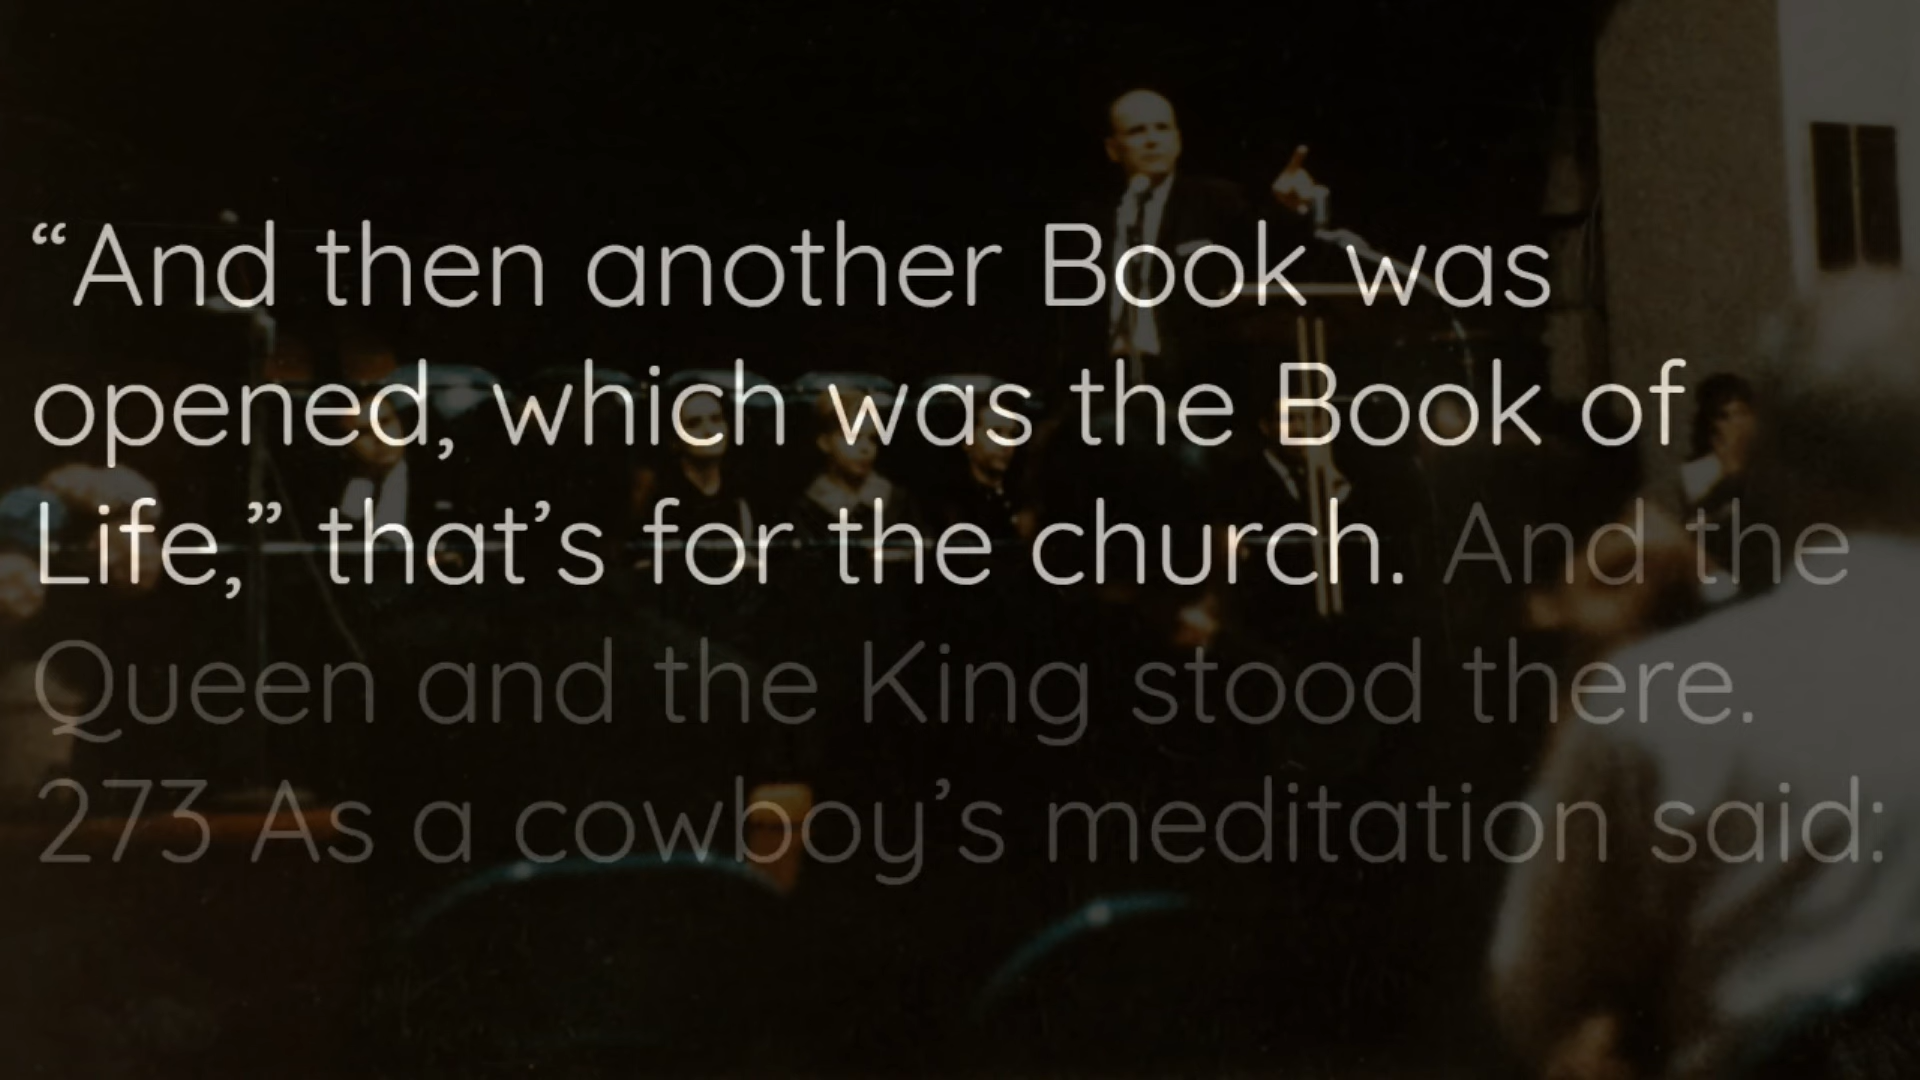 “And then another Book was
opened, which was the Book of
Life,” that’s for the church. And the
Queen and the King stood there.
273 As a cowboy’s meditation said: